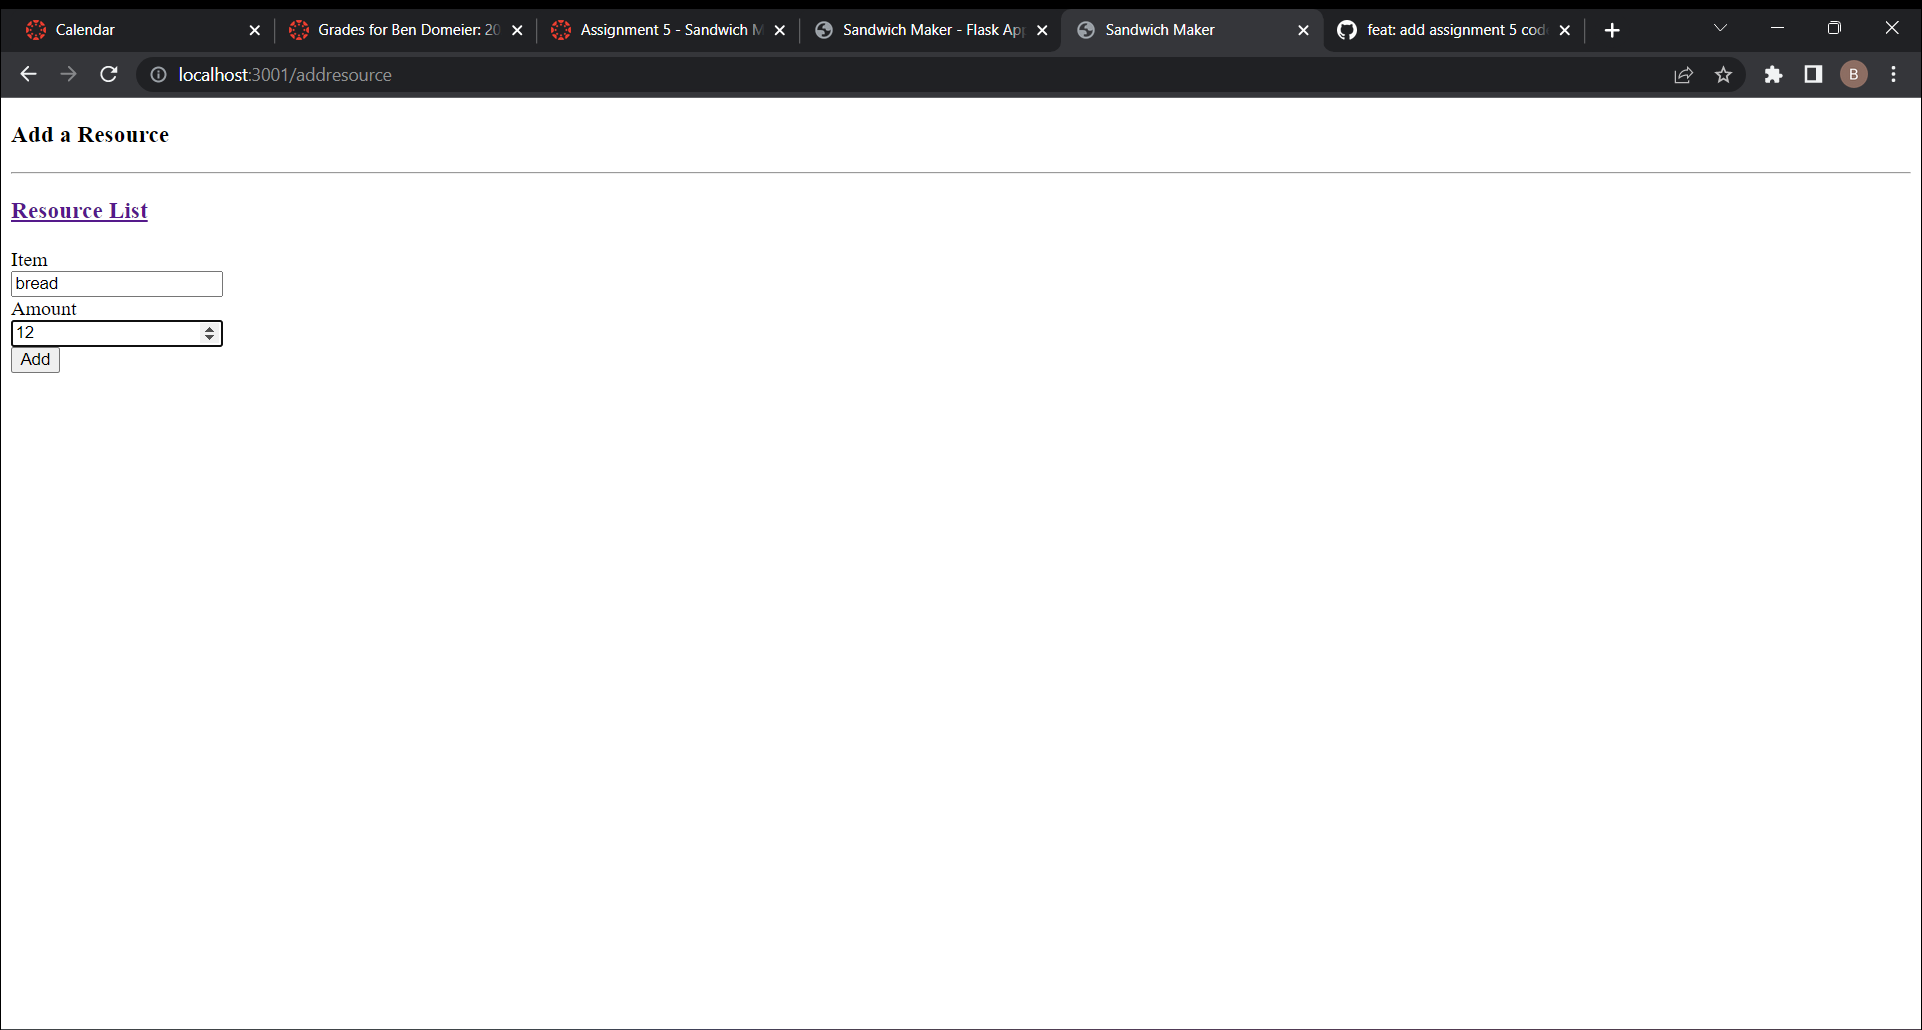 Calendar
Grades for Ben Domeier: 20
Assignment 5 - Sandwich M
Sandwich Maker - Flask App
Sandwich Maker
feat: add assignment 5 cod
localhost:3001/addresource
B
Add a Resource
Resource List
Item
bread
Amount
12
Add